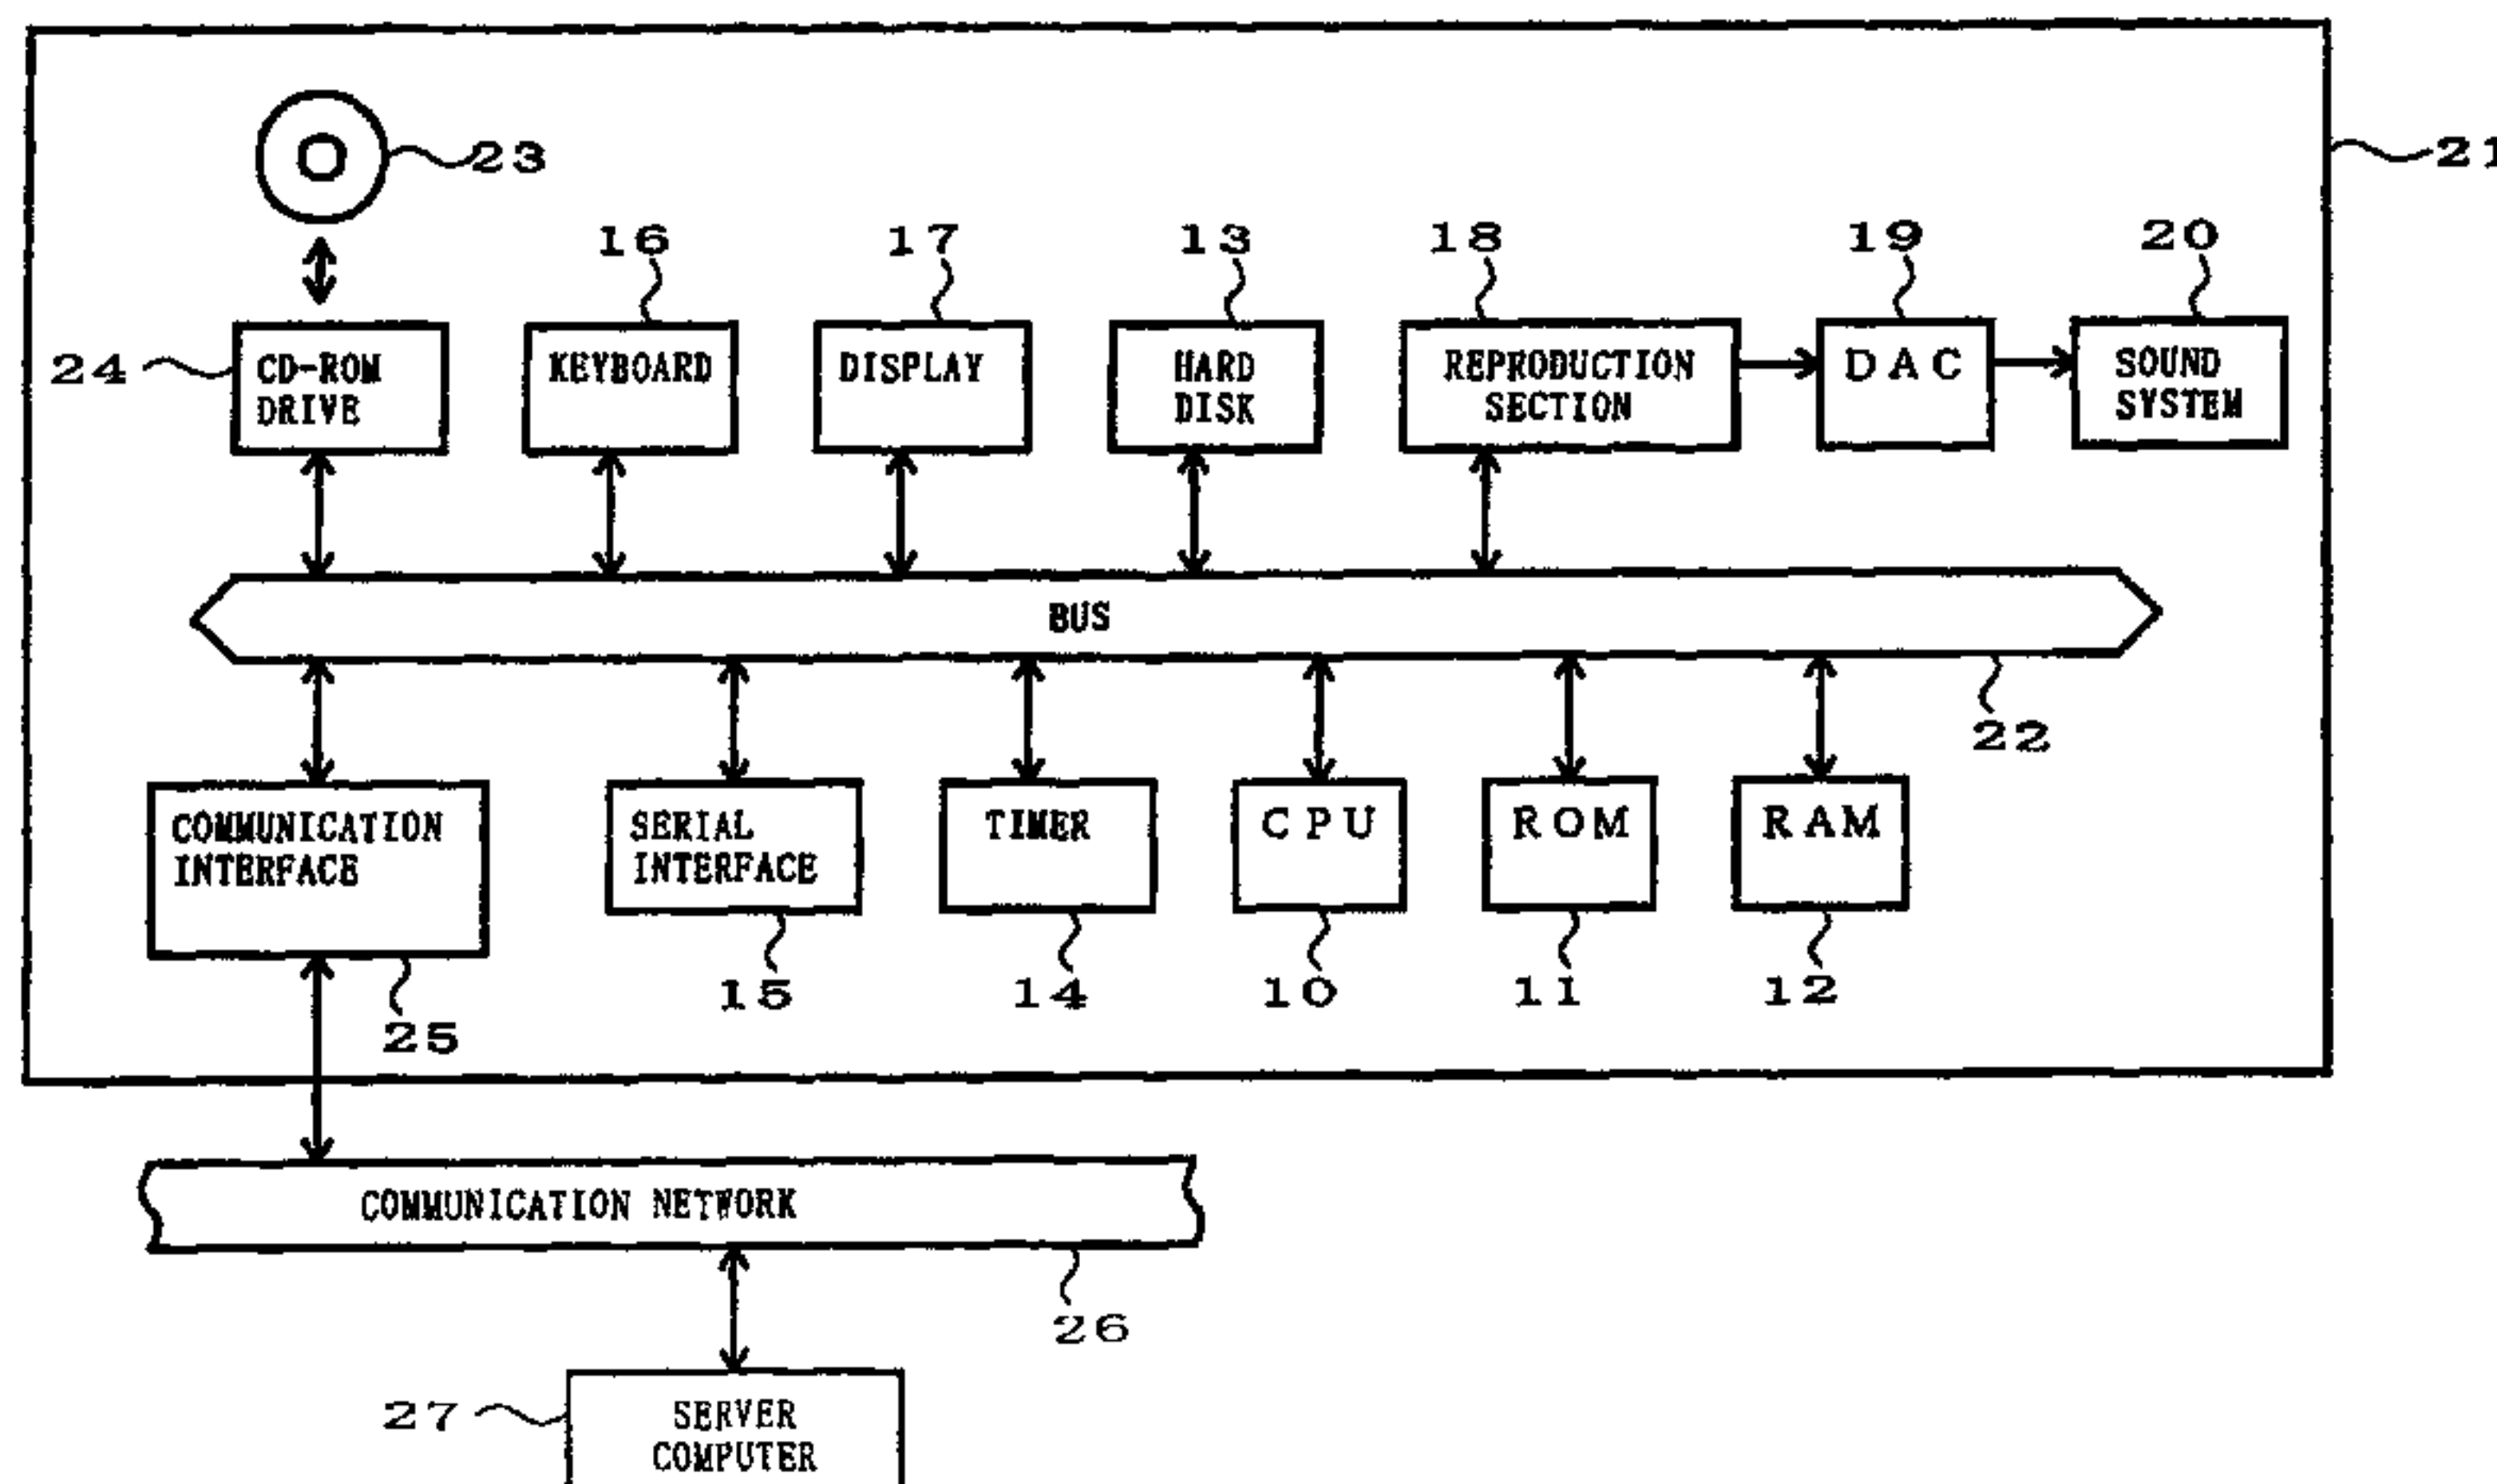 23
21
16
17
13
18
19
20
24
CD-ROM
DRIVE
KEYBOARD
DISPLAY
HARD
DISK
REPRODUCTION
SECTION
DAC
SOUND
SYSTEM
BUS
22
COMMUNICATION
INTERFACE
SERIAL
INTERFACE
TIMER
CPU
ROM
RAM
25
15
14
10
11
12
COMMUNICATION NETWORK
26
27
SERVER
COMPUTER